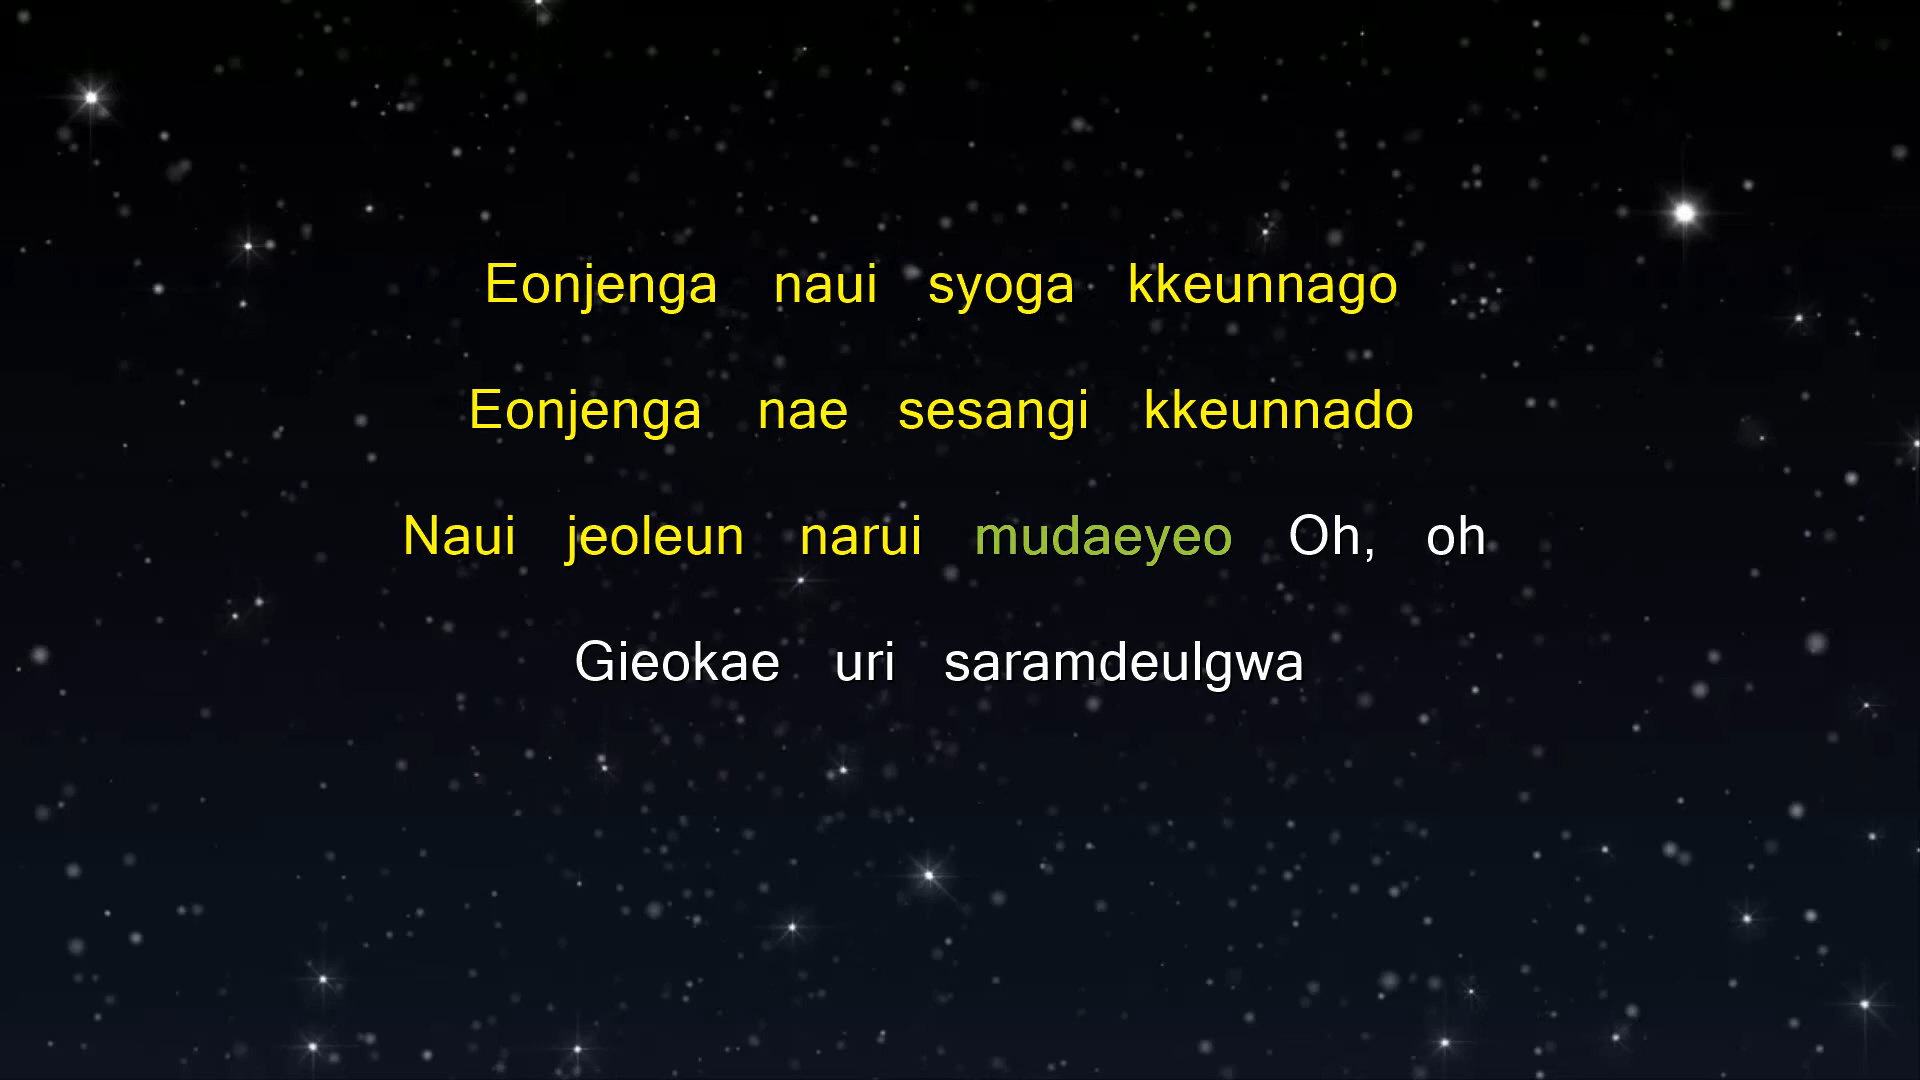 Eonjenga naui syoga kkeunnago
Eonjenga nae sesangi kkeunnado
Naui jeoleun narui mudaeyeo Oh, oh
Gieokae uri saramdeulgwa